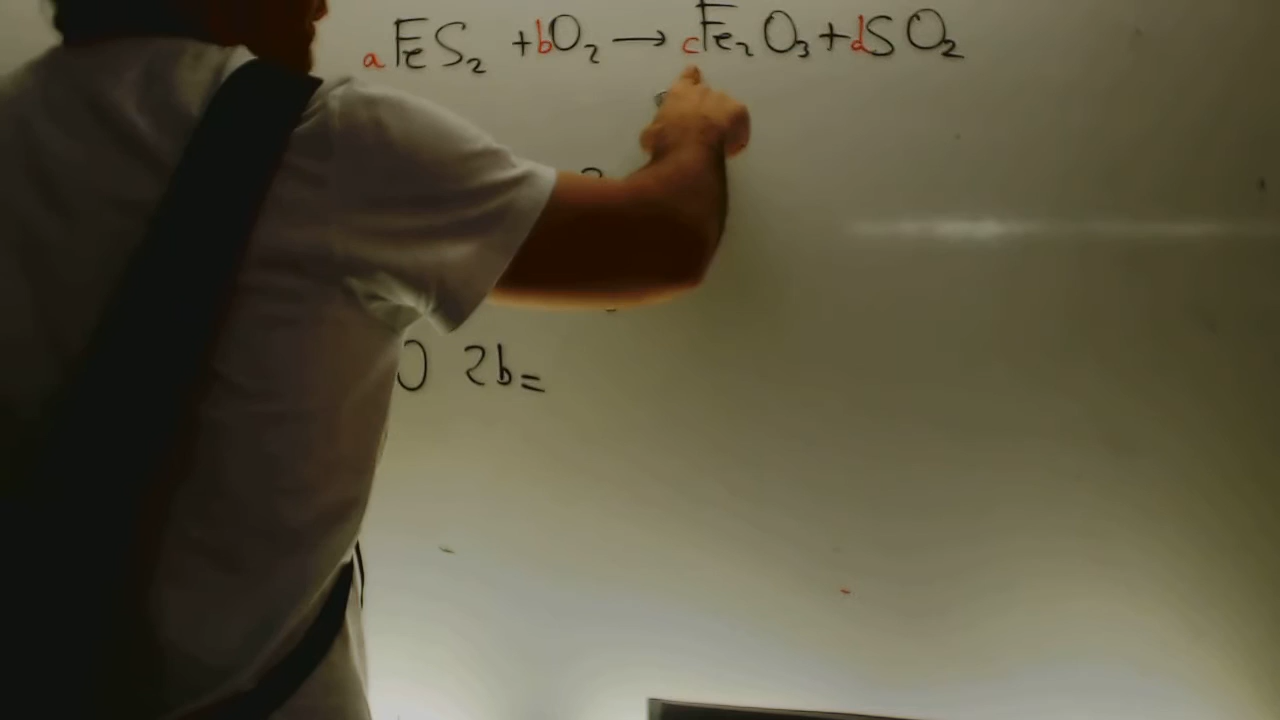 aFeS₂ + bO₂ → cFe₂O₃ + dSO₂
O 2b=